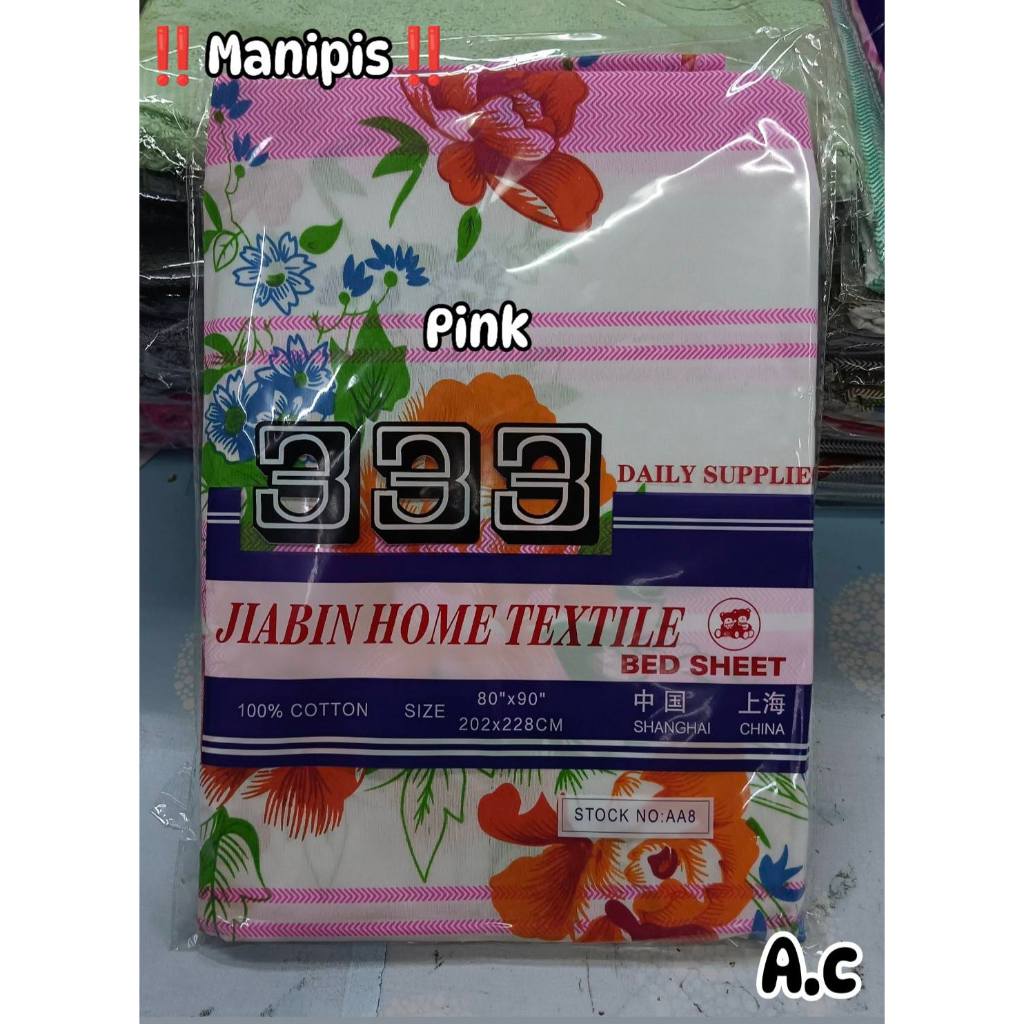 ‼️Manipis‼️
Pink
333
DAILY SUPPLIE
JIABIN HOME TEXTILE
BED SHEET
100% COTTON SIZE 80"x90" 202x228CM
中国 上海
SHANGHAI CHINA
STOCK NO:AA8
A.C